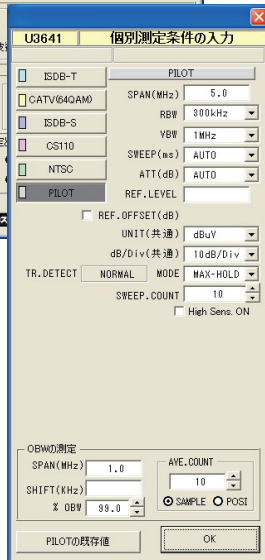 U3641 個別測定条件の入力
ISDB-T
CATV(64QAM)
ISDB-S
CS110
NTSC
PILOT
PILOT
SPAN(MHz) 5.0
RBW 300kHz
VBW 1MHz
SWEEP(ms) AUTO
ATT(dB) AUTO
REF.LEVEL
REF.OFFSET(dB)
UNIT(共通) dBuV
dB/Div(共通) 10dB/Div
TR.DETECT NORMAL MODE MAX-HOLD
SWEEP.COUNT 10
High Sens. ON
OBWの測定
SPAN(MHz) 1.0
SHIFT(KHz)
% OBW 99.0
AVE.COUNT
10
SAMPLE POSI
PILOTの既存値 OK